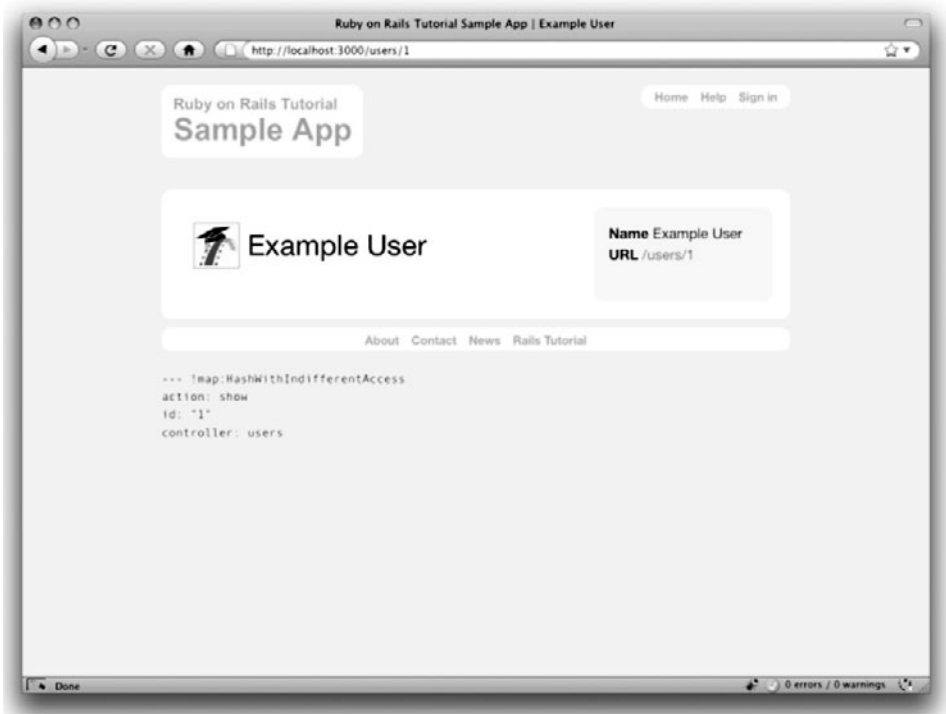 Ruby on Rails Tutorial Sample App | Example User
http://localhost:3000/users/1
Ruby on Rails Tutorial
Sample App
Home Help Sign in
Example User
Name Example User
URL /users/1
About Contact News Rails Tutorial
--- !map:HashWithIndifferentAccess
action: show
id: "1"
controller: users
Done
0 errors / 0 warnings